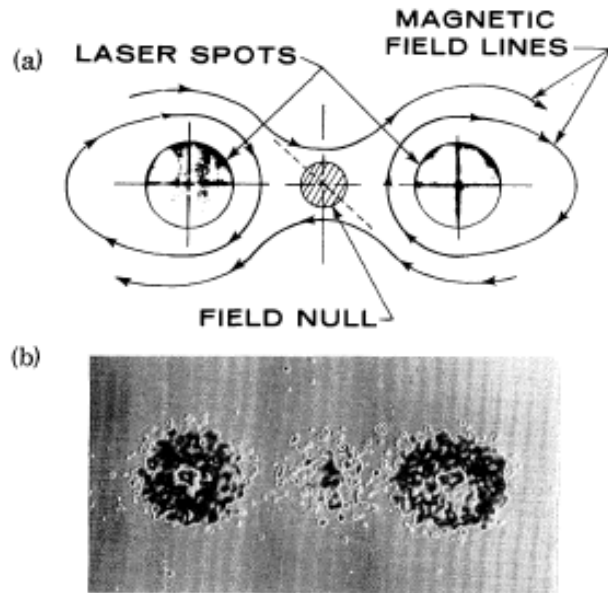 (a)
LASER SPOTS
MAGNETIC
FIELD LINES
FIELD NULL
(b)